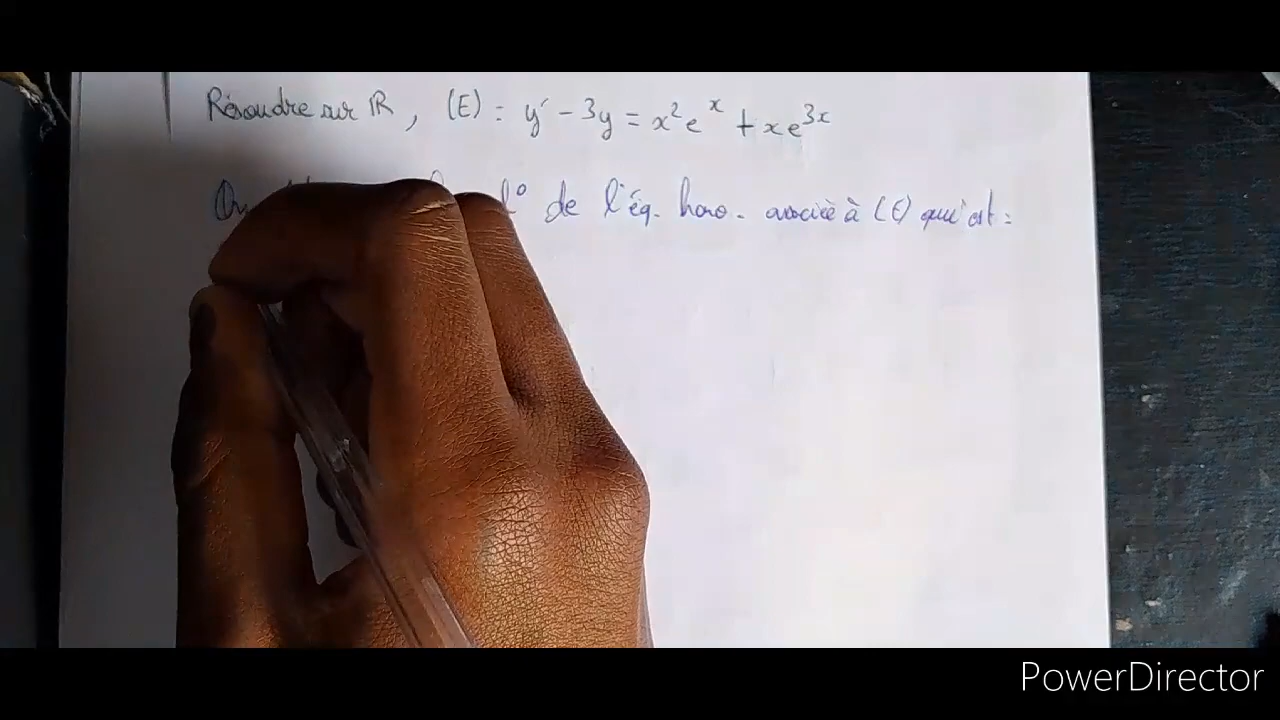 Résoudre sur ℝ, (E) : y' - 3y = x²eˣ + xe³ˣ
de l'éq. homo. associée à (E) qui est :
PowerDirector